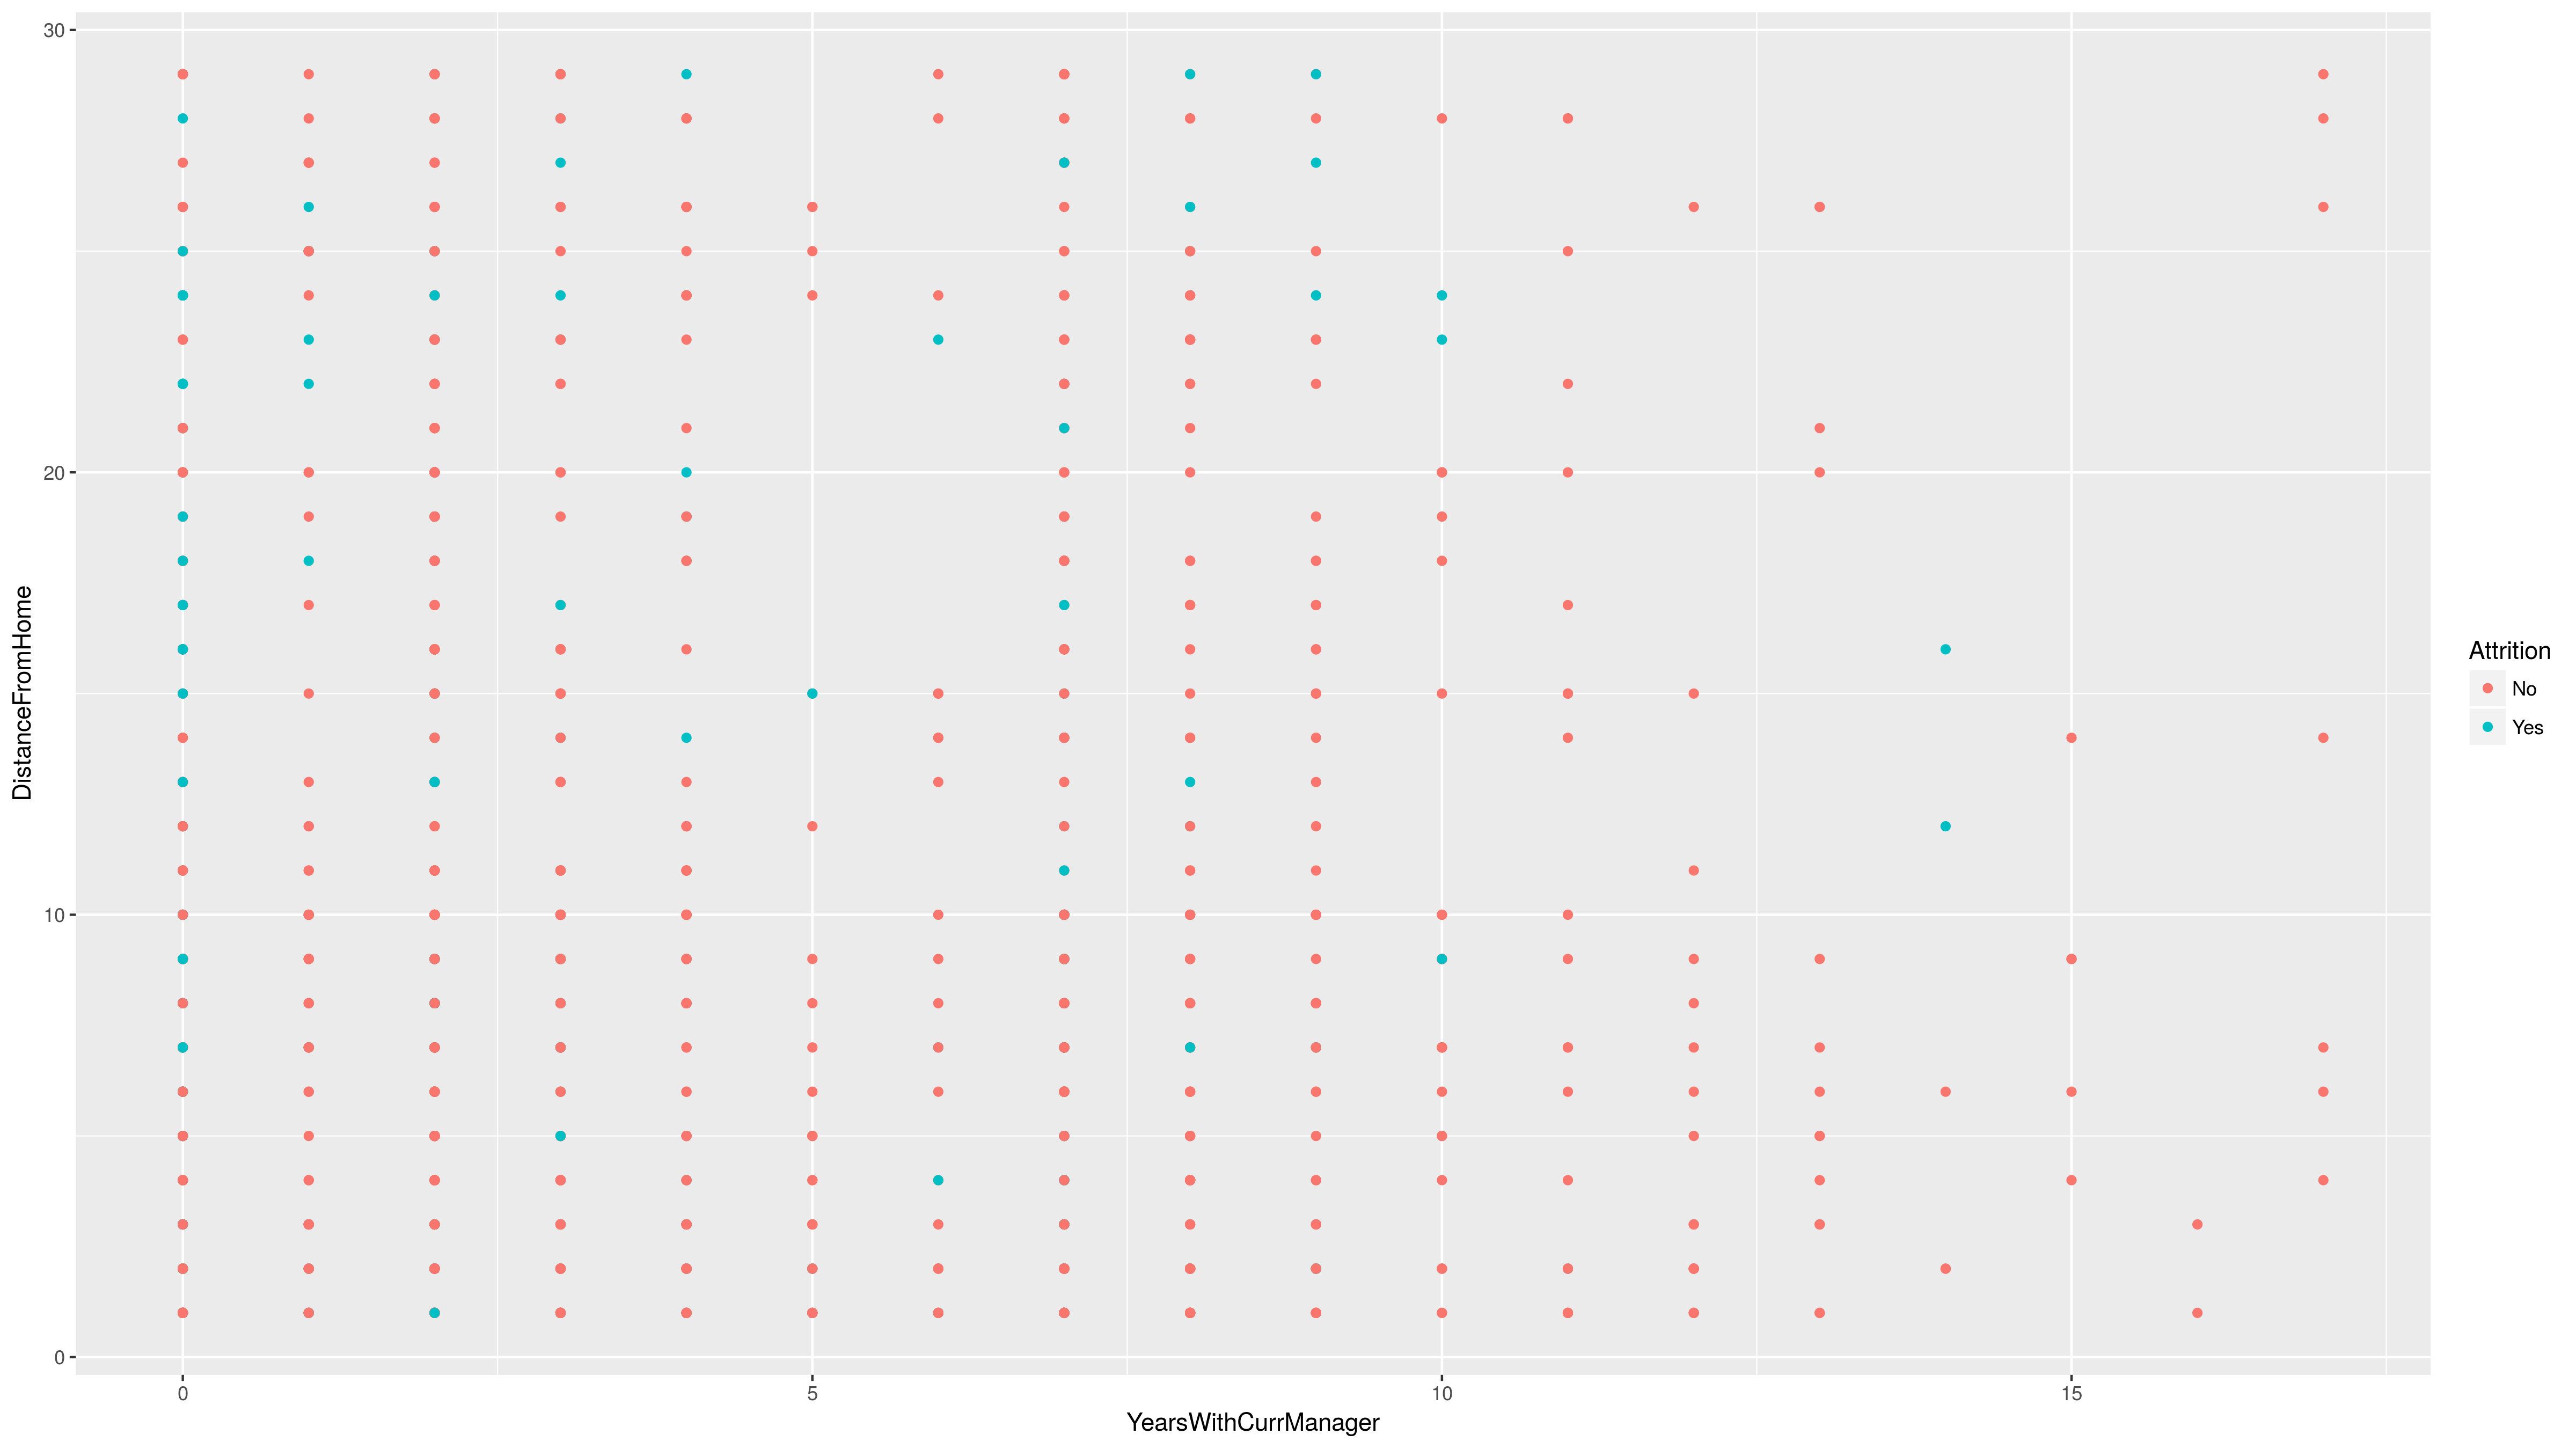 30
20
10
0
DistanceFromHome
0
5
10
15
YearsWithCurrManager
Attrition
No
Yes